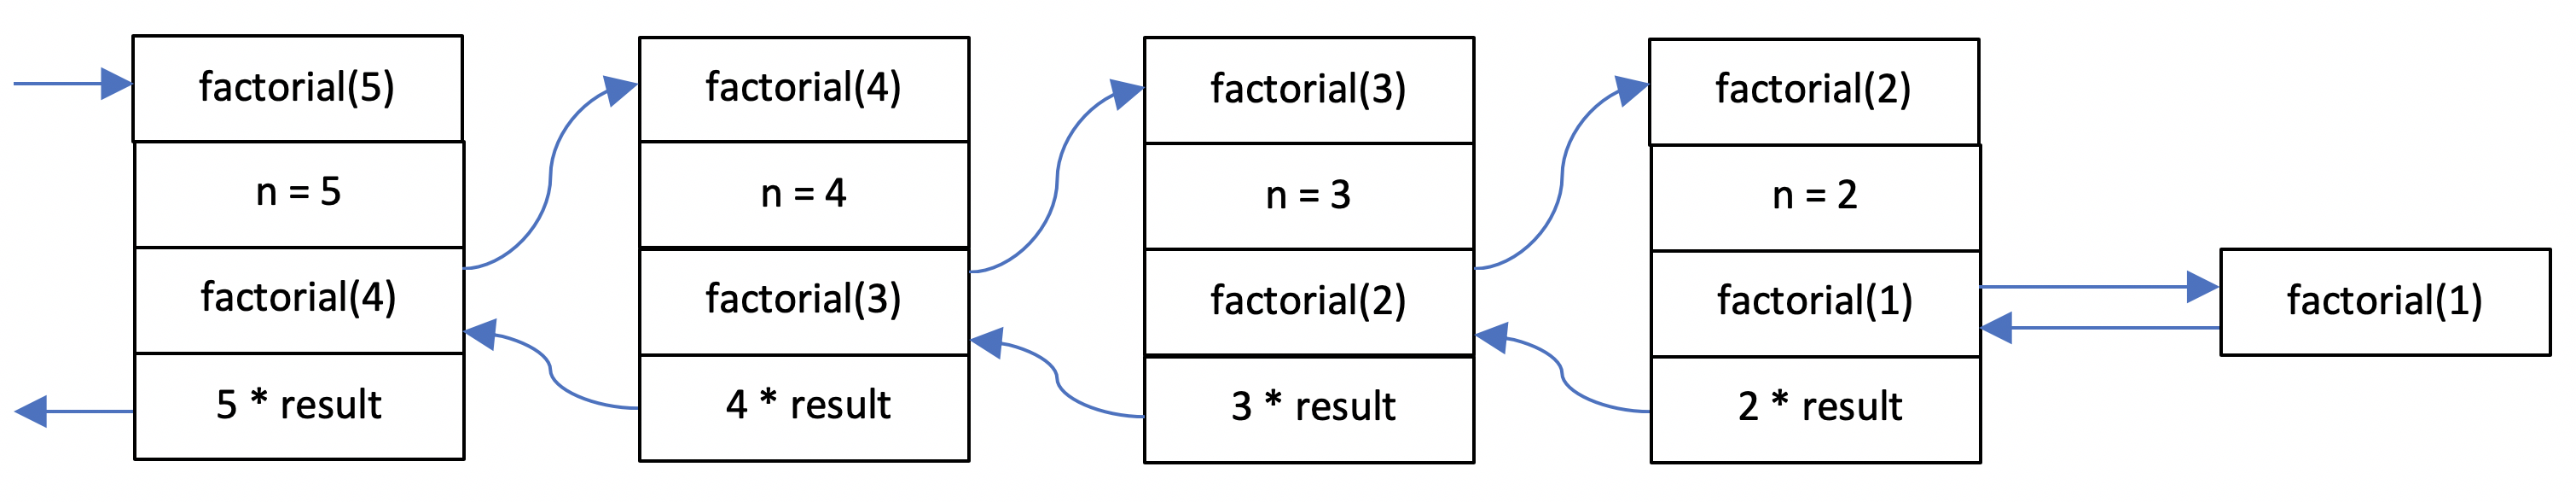 factorial(5)
n = 5
factorial(4)
5 * result
factorial(4)
n = 4
factorial(3)
4 * result
factorial(3)
n = 3
factorial(2)
3 * result
factorial(2)
n = 2
factorial(1)
2 * result
factorial(1)